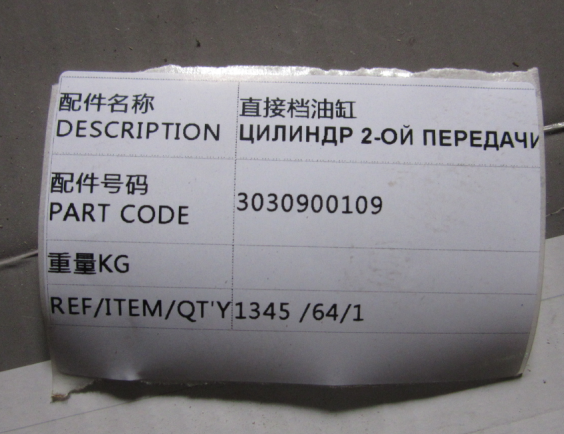 配件名称 直接档油缸
DESCRIPTION ЦИЛИНДР 2-ОЙ ПЕРЕДАЧИ
配件号码
PART CODE 3030900109
重量KG
REF/ITEM/QT'Y 1345 /64/1